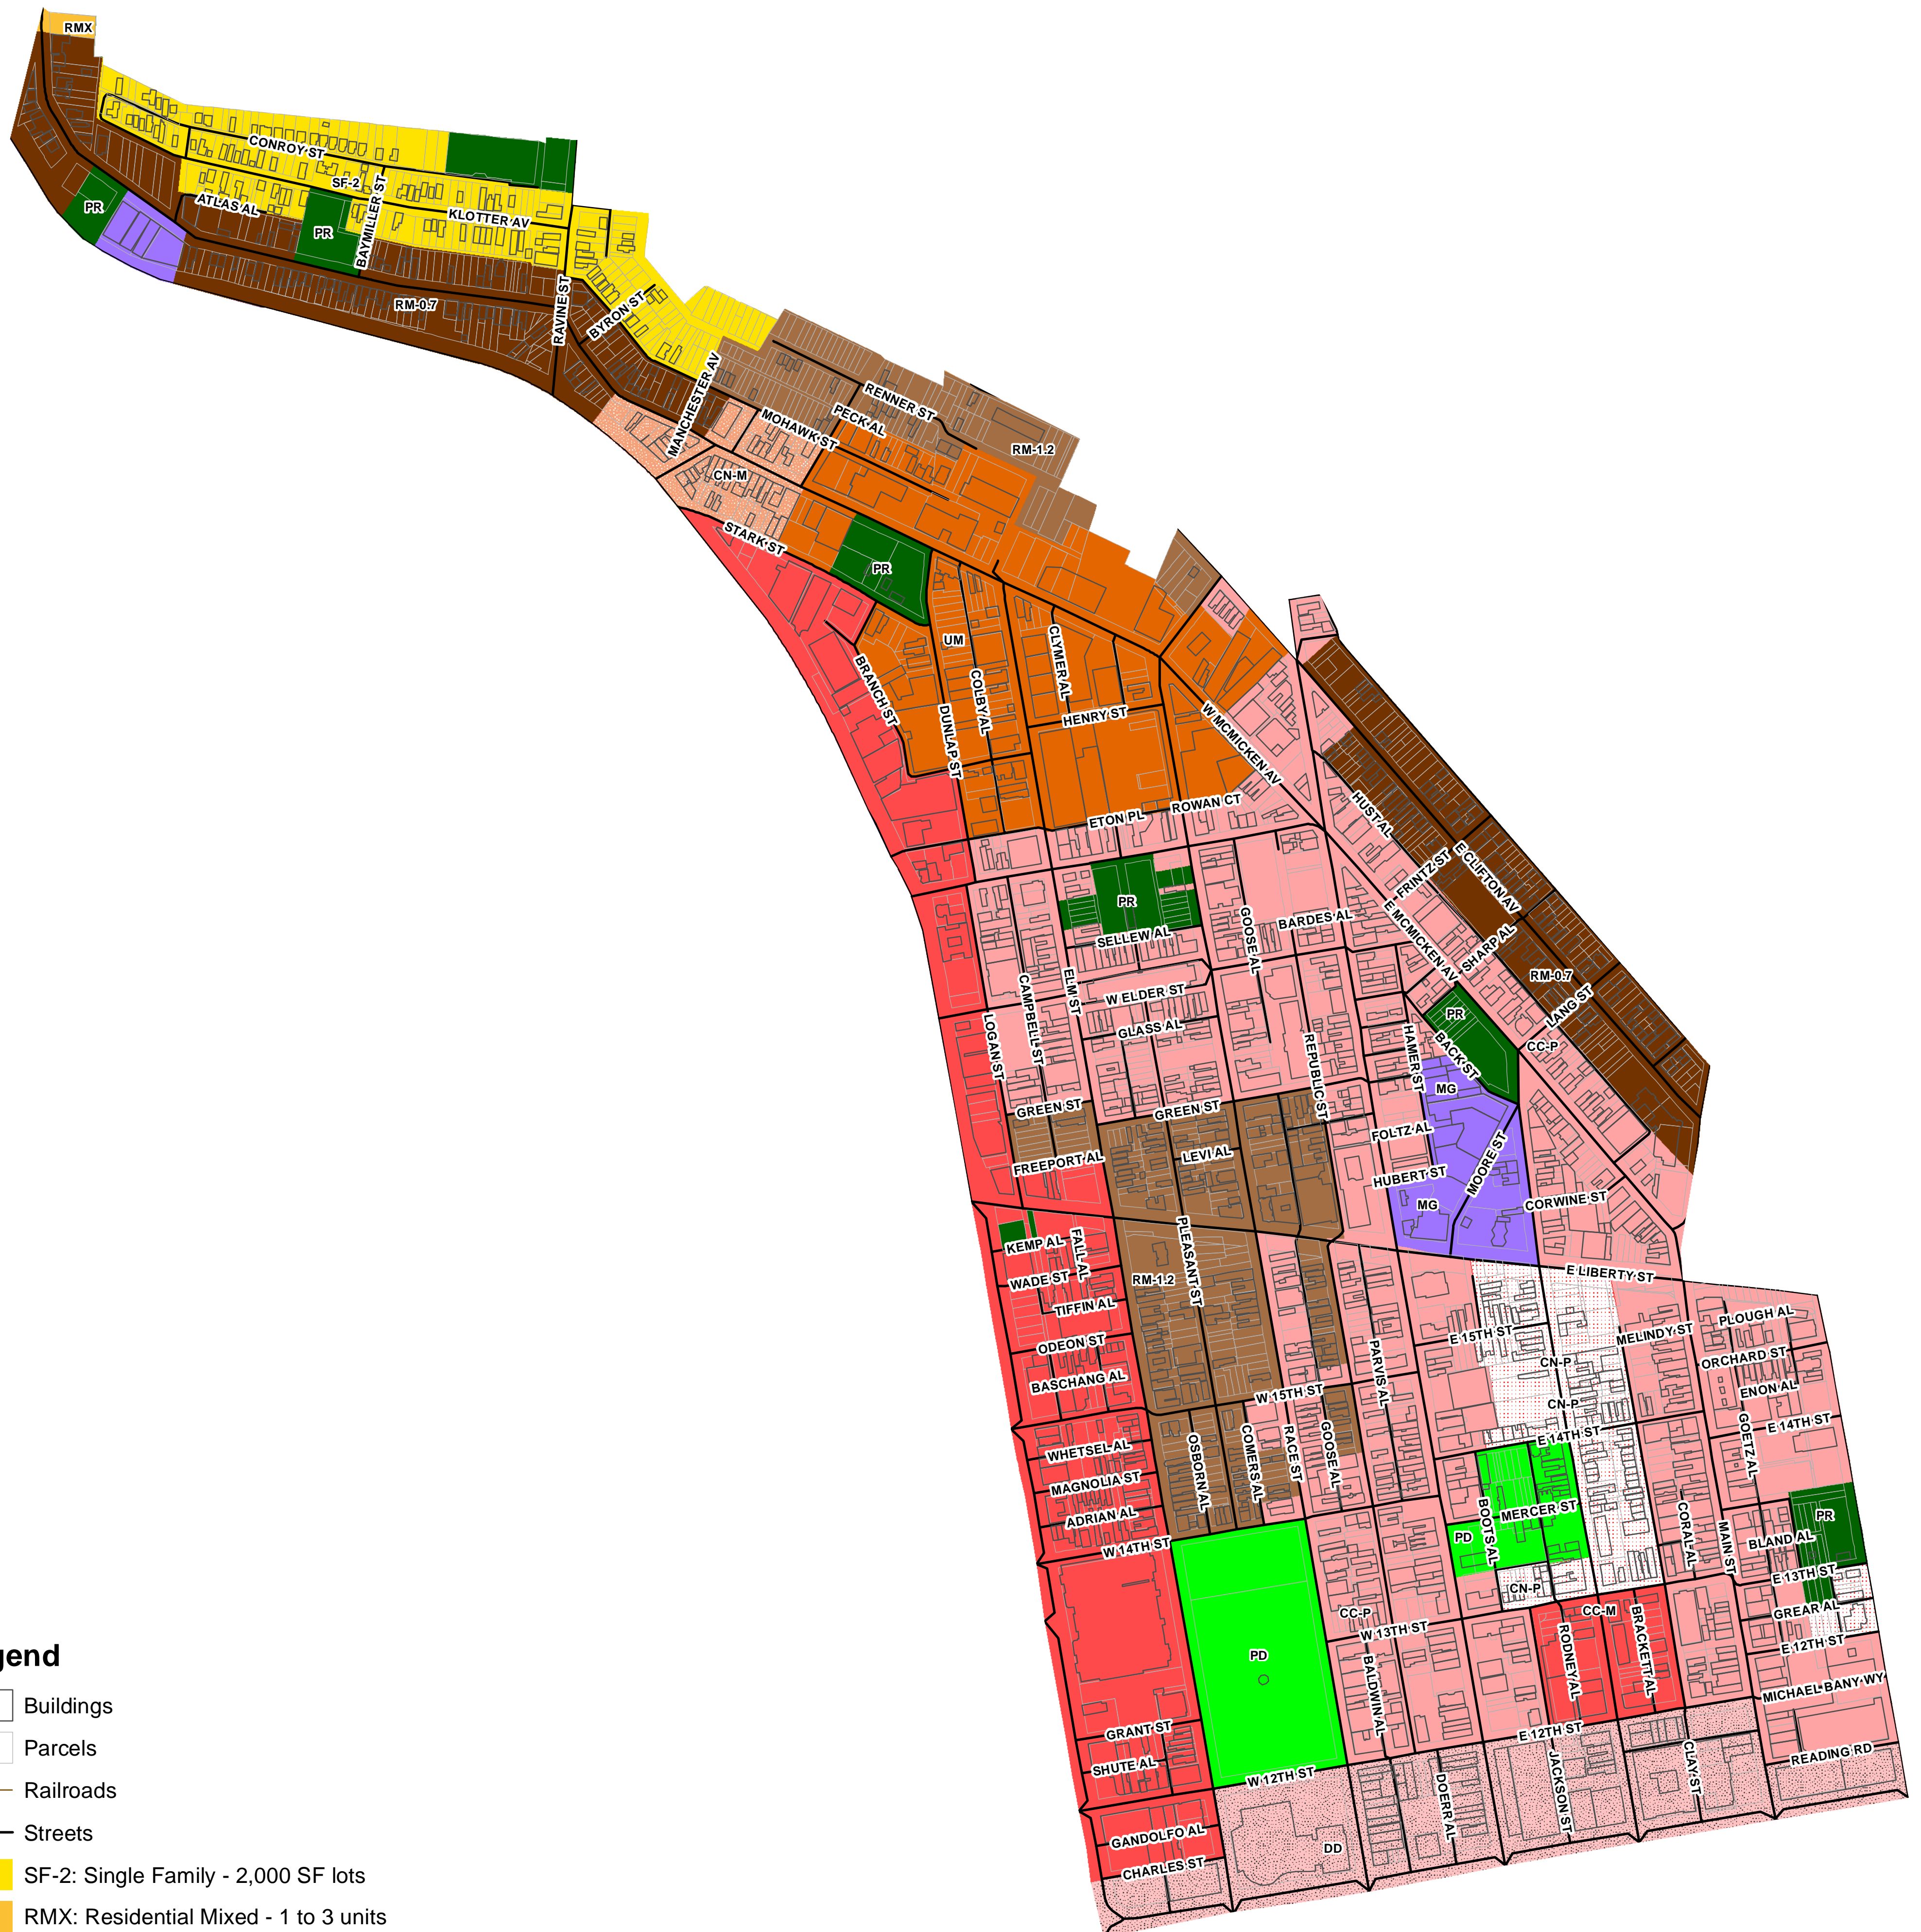 RMX
CONROY ST
SF-2
BAYMILLER ST
ATLAS AL
KLOTTER AV
PR
PR
RM-0.7
RAVINE ST
BYRON ST
MANCHESTER AV
RENNER ST
PECK AL
MOHAWK ST
RM-1.2
CN-M
STARK ST
PR
UM
CLYMER AL
BRANCH ST
COLBY AL
DUNLAP ST
HENRY ST
W MCMICKEN AV
ROWAN CT
ETON PL
HUST AL
E CLIFTON AV
FRINTZ ST
PR
GOOSE AL
BARDES AL
E MCMICKEN AV
SELLEW AL
SHARP AL
RM-0.7
CAMPBELL ST
ELM ST
W ELDER ST
GLASS AL
LANG ST
PR
LOGAN ST
REPUBLIC ST
HAMER ST
BACK ST
CC-P
MG
GREEN ST
GREEN ST
FOLTZ AL
FREEPORT AL
LEVI AL
MOORE ST
HUBERT ST
MG
CORWINE ST
KEMP AL
FALL AL
PLEASANT ST
WADE ST
RM-1.2
E LIBERTY ST
TIFFIN AL
PLOUGH AL
E 15TH ST
MELINDY ST
ODEON ST
PARVIS AL
CN-P
ORCHARD ST
BASCHANG AL
W 15TH ST
ENON AL
CN-P
E 14TH ST
E 14TH ST
WHETSEL AL
OSBORN AL
COMERS AL
RACE ST
GOOSE AL
GOETZ AL
MAGNOLIA ST
ADRIAN AL
BOOTS AL
MERCER ST
CORAL AL
MAIN ST
PR
PD
BLAND AL
W 14TH ST
E 13TH ST
CN-P
CC-P
CC-M
GREAR AL
W 13TH ST
RODNEY AL
BRACKETT AL
E 12TH ST
PD
BALDWIN AL
MICHAEL BANY WY
GRANT ST
E 12TH ST
SHUTE AL
W 12TH ST
DOERR AL
JACKSON ST
CLAY ST
READING RD
GANDOLFO AL
DD
CHARLES ST
gend
Buildings
Parcels
Railroads
Streets
SF-2: Single Family - 2,000 SF lots
RMX: Residential Mixed - 1 to 3 units